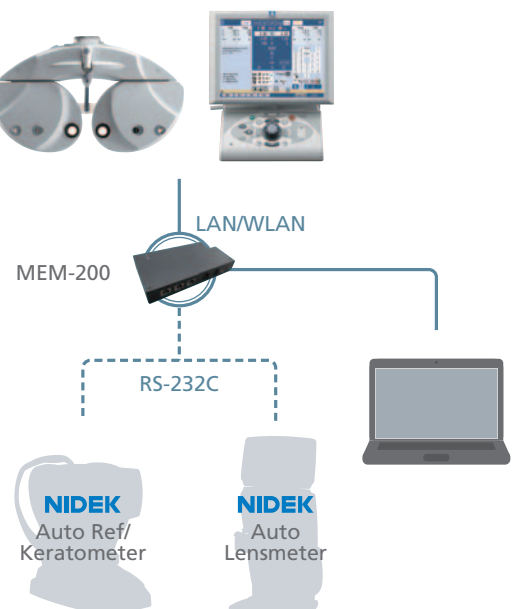 LAN/WLAN
MEM-200
RS-232C
NIDEK
Auto Ref/
Keratometer
NIDEK
Auto
Lensmeter